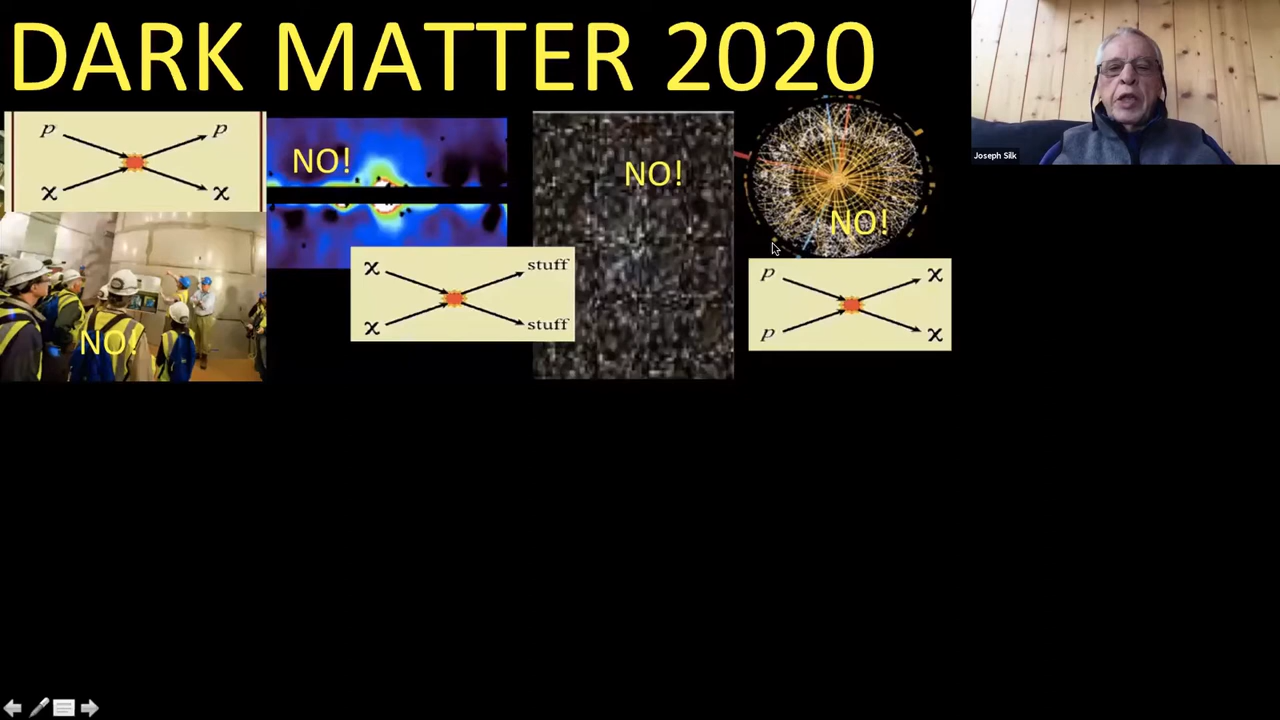 DARK MATTER 2020
p p
χ χ
NO!
NO!
χ stuff
χ stuff
NO!
NO!
p χ
p χ
Joseph Silk